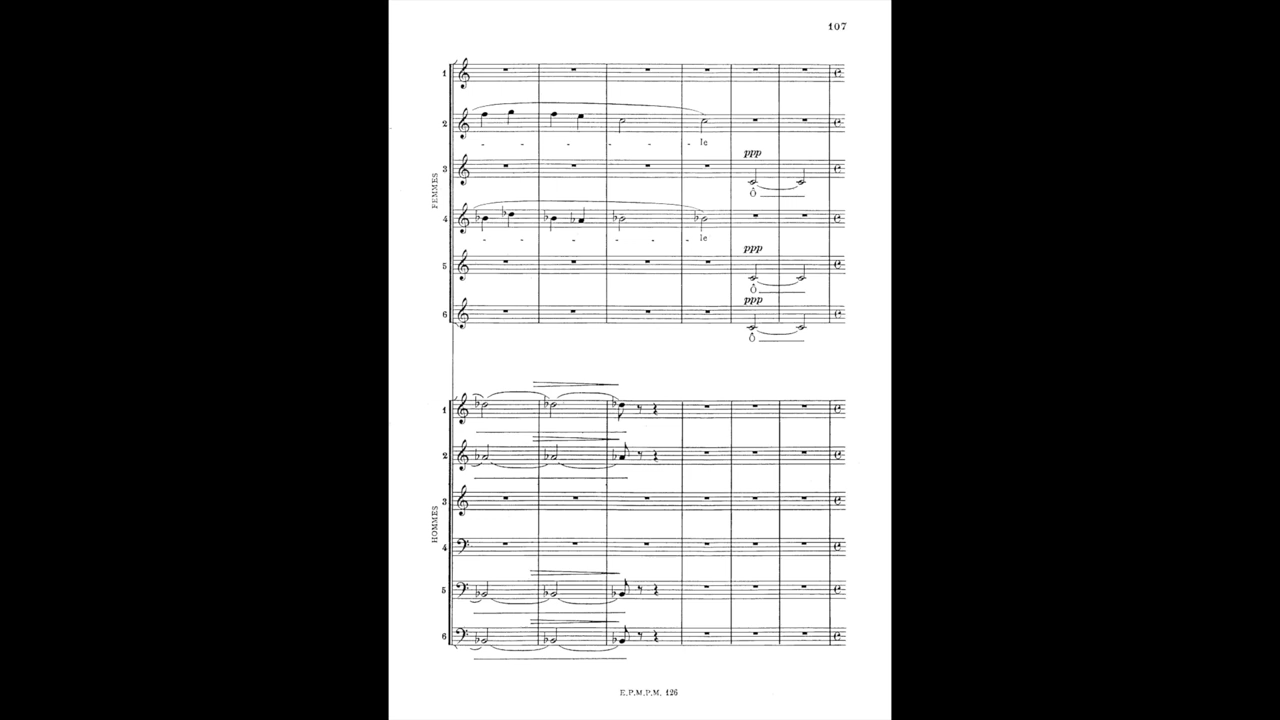 107
FEMMES
1
2
- - - - - - le
3
ppp
Ô
4
- - - - - - le
5
ppp
Ô
6
ppp
Ô
HOMMES
1
2
3
4
5
6
E.P.M.P.M. 126